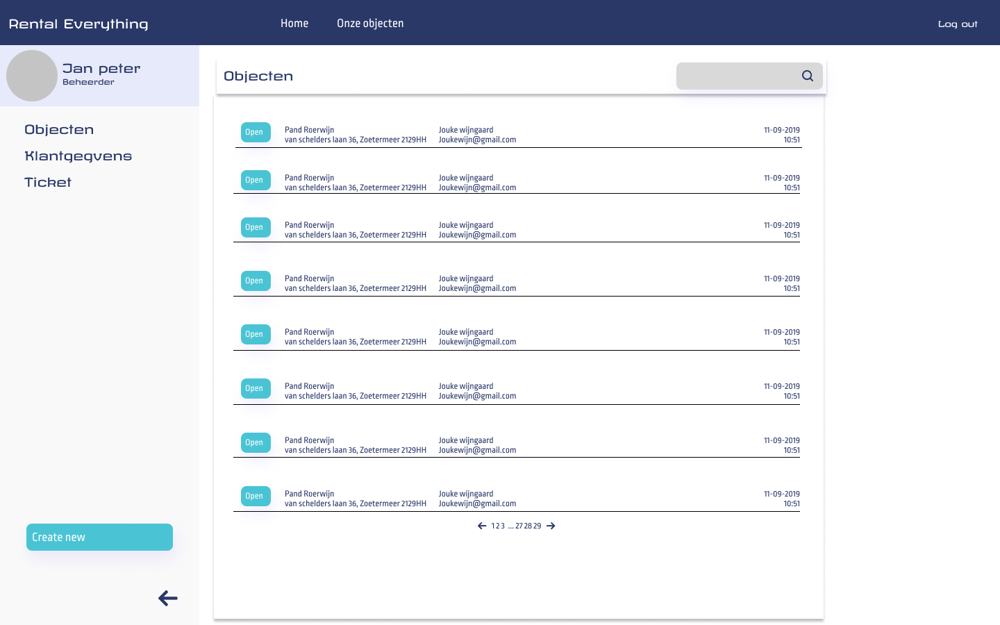 Rental Everything
Home
Onze objecten
Log out
Jan peter
Beheerder
Objecten
Klantgegvens
Ticket
Create new
Objecten
Open
Pand Roerwijn
van schelders laan 36, Zoetermeer 2129HH
Jouke wijngaard
Joukewijn@gmail.com
11-09-2019
10:51
Open
Pand Roerwijn
van schelders laan 36, Zoetermeer 2129HH
Jouke wijngaard
Joukewijn@gmail.com
11-09-2019
10:51
Open
Pand Roerwijn
van schelders laan 36, Zoetermeer 2129HH
Jouke wijngaard
Joukewijn@gmail.com
11-09-2019
10:51
Open
Pand Roerwijn
van schelders laan 36, Zoetermeer 2129HH
Jouke wijngaard
Joukewijn@gmail.com
11-09-2019
10:51
Open
Pand Roerwijn
van schelders laan 36, Zoetermeer 2129HH
Jouke wijngaard
Joukewijn@gmail.com
11-09-2019
10:51
Open
Pand Roerwijn
van schelders laan 36, Zoetermeer 2129HH
Jouke wijngaard
Joukewijn@gmail.com
11-09-2019
10:51
Open
Pand Roerwijn
van schelders laan 36, Zoetermeer 2129HH
Jouke wijngaard
Joukewijn@gmail.com
11-09-2019
10:51
Open
Pand Roerwijn
van schelders laan 36, Zoetermeer 2129HH
Jouke wijngaard
Joukewijn@gmail.com
11-09-2019
10:51
1 2 3 ... 27 28 29